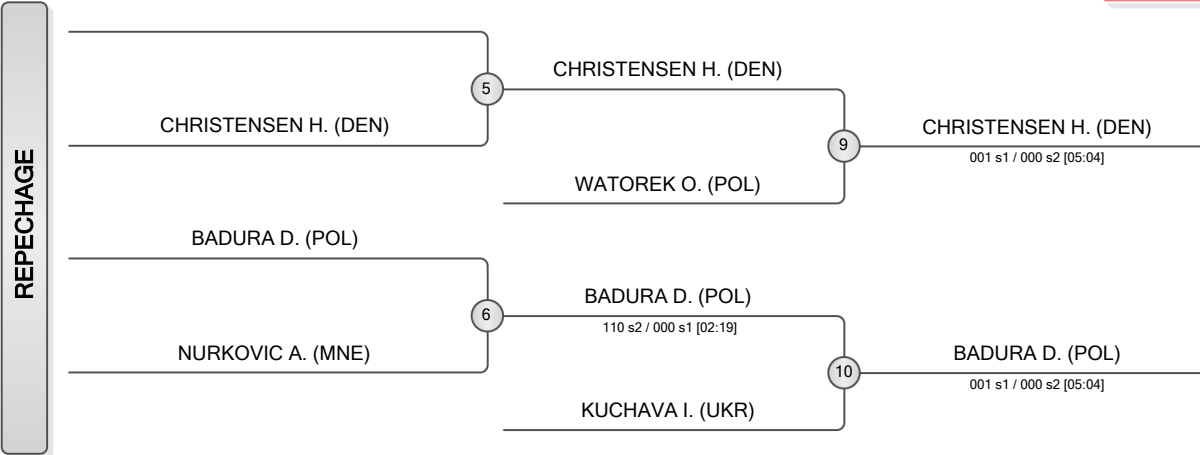 REPECHAGE
CHRISTENSEN H. (DEN)
5
CHRISTENSEN H. (DEN)
WATOREK O. (POL)
9
CHRISTENSEN H. (DEN)
001 s1 / 000 s2 [05:04]
BADURA D. (POL)
NURKOVIC A. (MNE)
6
BADURA D. (POL)
110 s2 / 000 s1 [02:19]
KUCHAVA I. (UKR)
10
BADURA D. (POL)
001 s1 / 000 s2 [05:04]